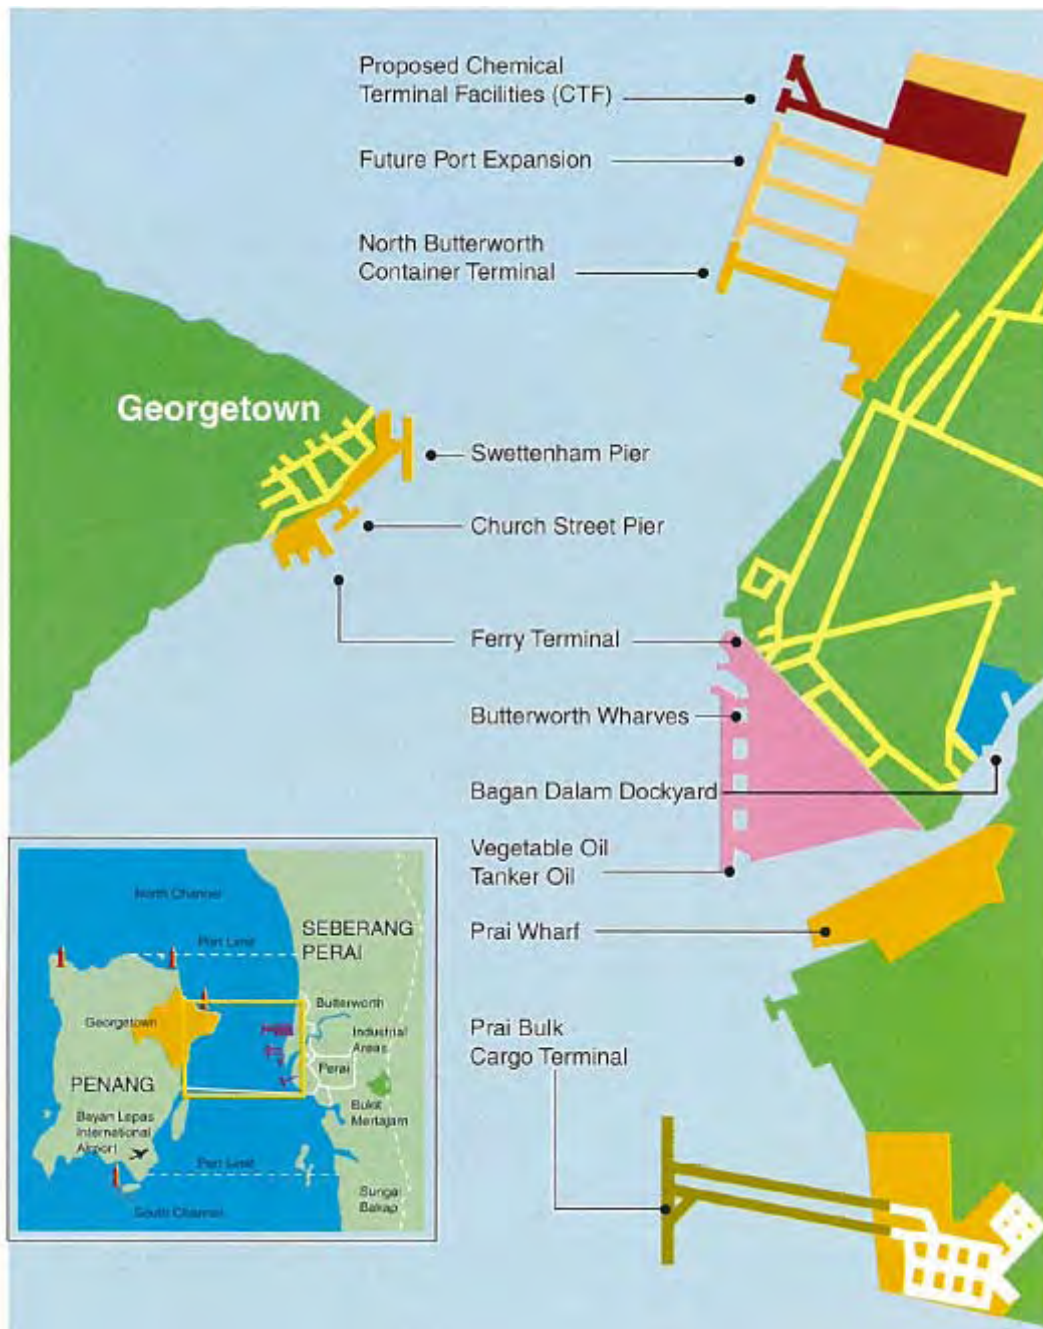 Proposed Chemical
Terminal Facilities (CTF)
Future Port Expansion
North Butterworth
Container Terminal
Georgetown
Swettenham Pier
Church Street Pier
Ferry Terminal
Butterworth Wharves
Bagan Dalam Dockyard
Vegetable Oil
Tanker Oil
Prai Wharf
Prai Bulk
Cargo Terminal
North Channel
SEBERANG
PERAI
Port Limit
Butterworth
Georgetown
Industrial
Areas
Perai
PENANG
Bukit
Mertajam
Bayan Lepas
International
Airport
Port Limit
Sungai
Bakap
South Channel